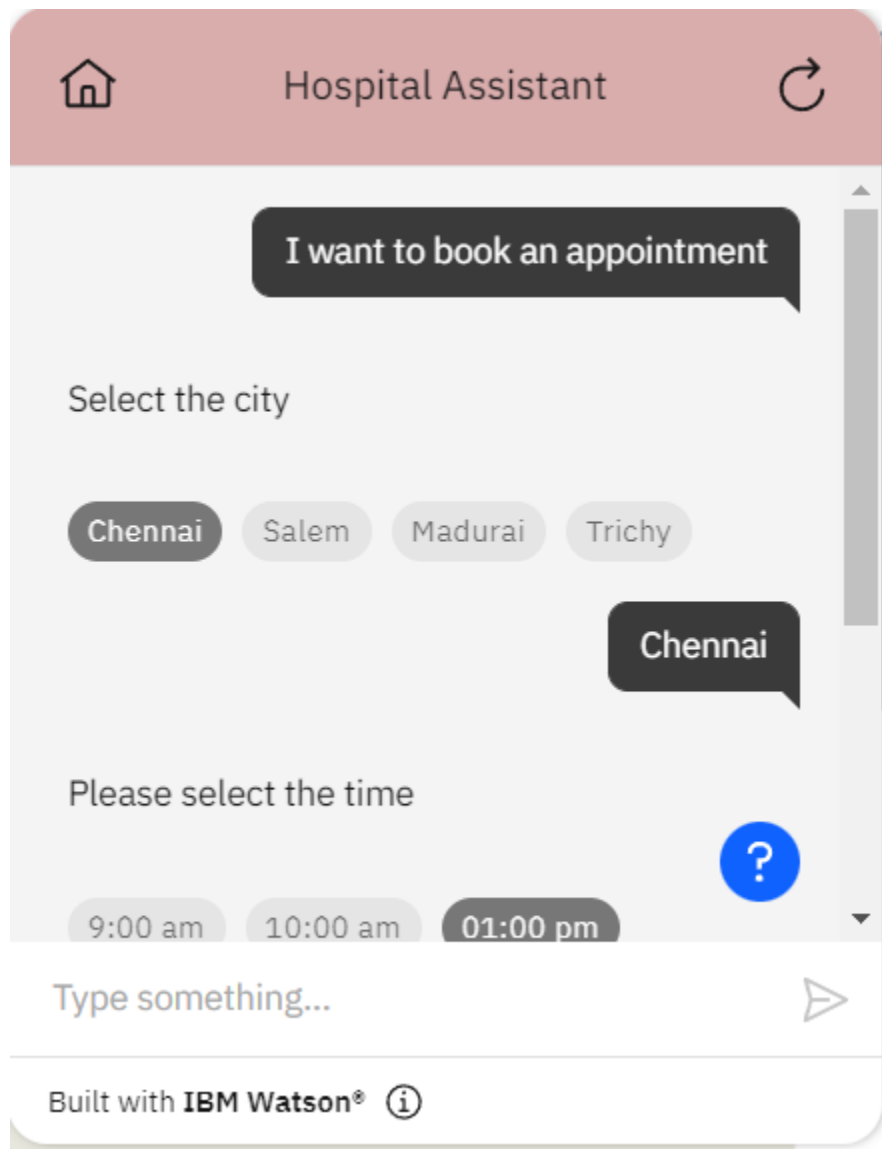 Hospital Assistant
I want to book an appointment
Select the city
Chennai Salem Madurai Trichy
Chennai
Please select the time
?
9:00 am 10:00 am 01:00 pm
Type something...
Built with IBM Watson®